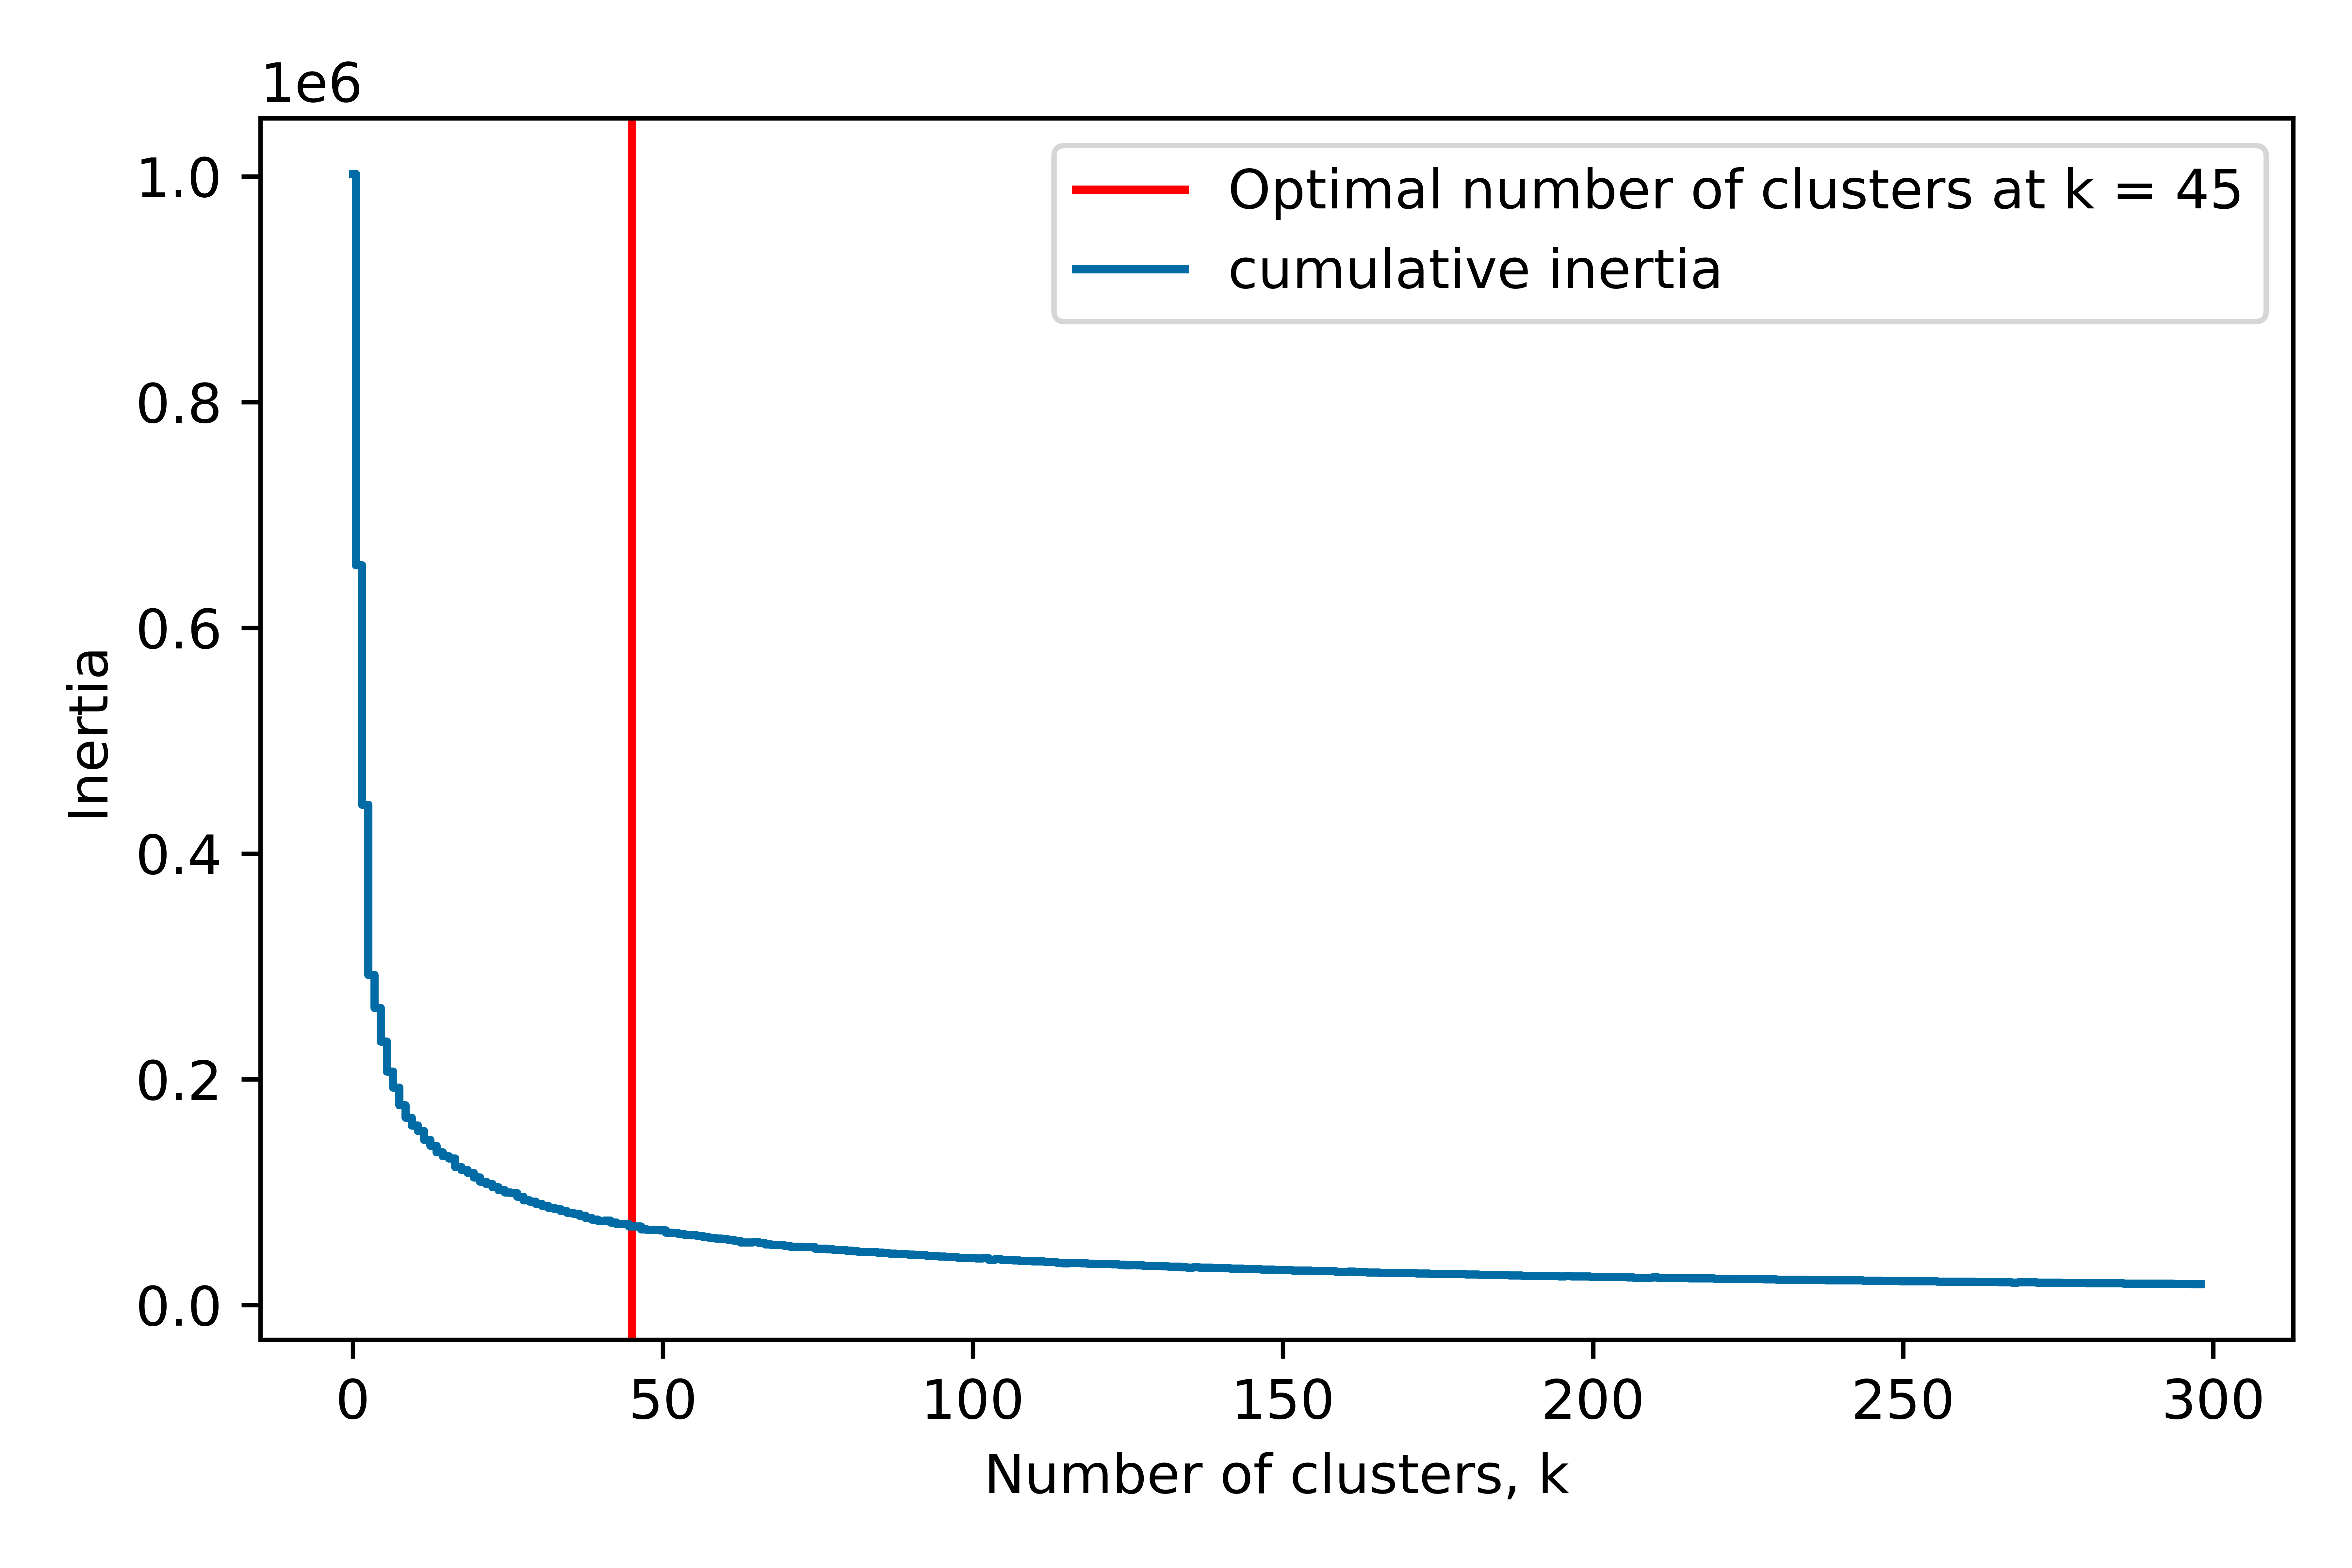 1e6
1.0
0.8
0.6
0.4
0.2
0.0
Inertia
Optimal number of clusters at k = 45
cumulative inertia
0 50 100 150 200 250 300
Number of clusters, k